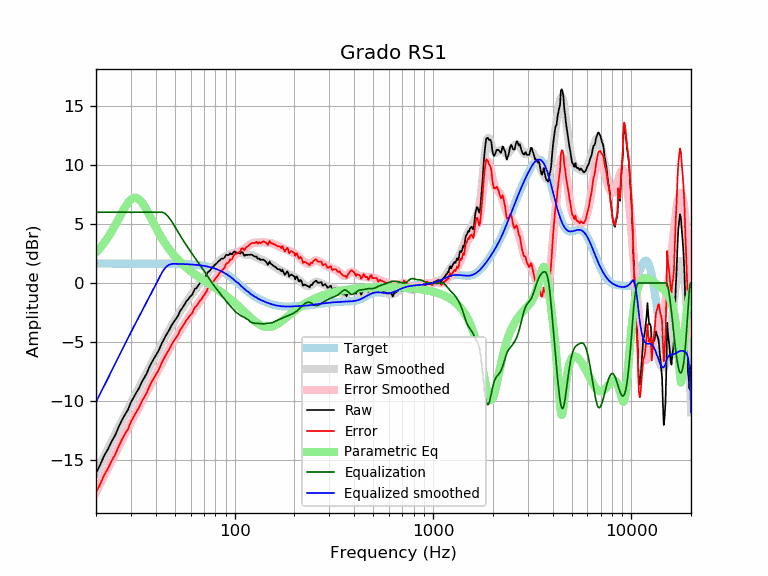 Grado RS1
Amplitude (dBr)
15
10
5
0
−5
−10
−15
Target
Raw Smoothed
Error Smoothed
Raw
Error
Parametric Eq
Equalization
Equalized smoothed
100
1000
10000
Frequency (Hz)